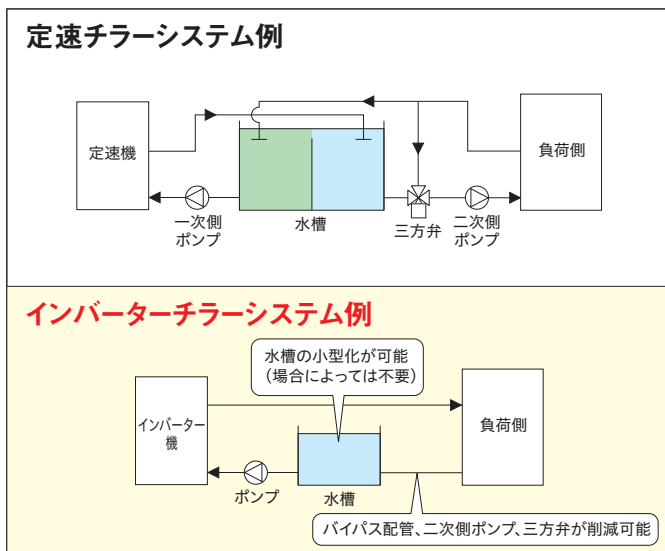 定速チラーシステム例
定速機
一次側
ポンプ
水槽
三方弁
二次側
ポンプ
負荷側
インバーターチラーシステム例
水槽の小型化が可能
（場合によっては不要）
インバーター
機
ポンプ
水槽
負荷側
バイパス配管、二次側ポンプ、三方弁が削減可能